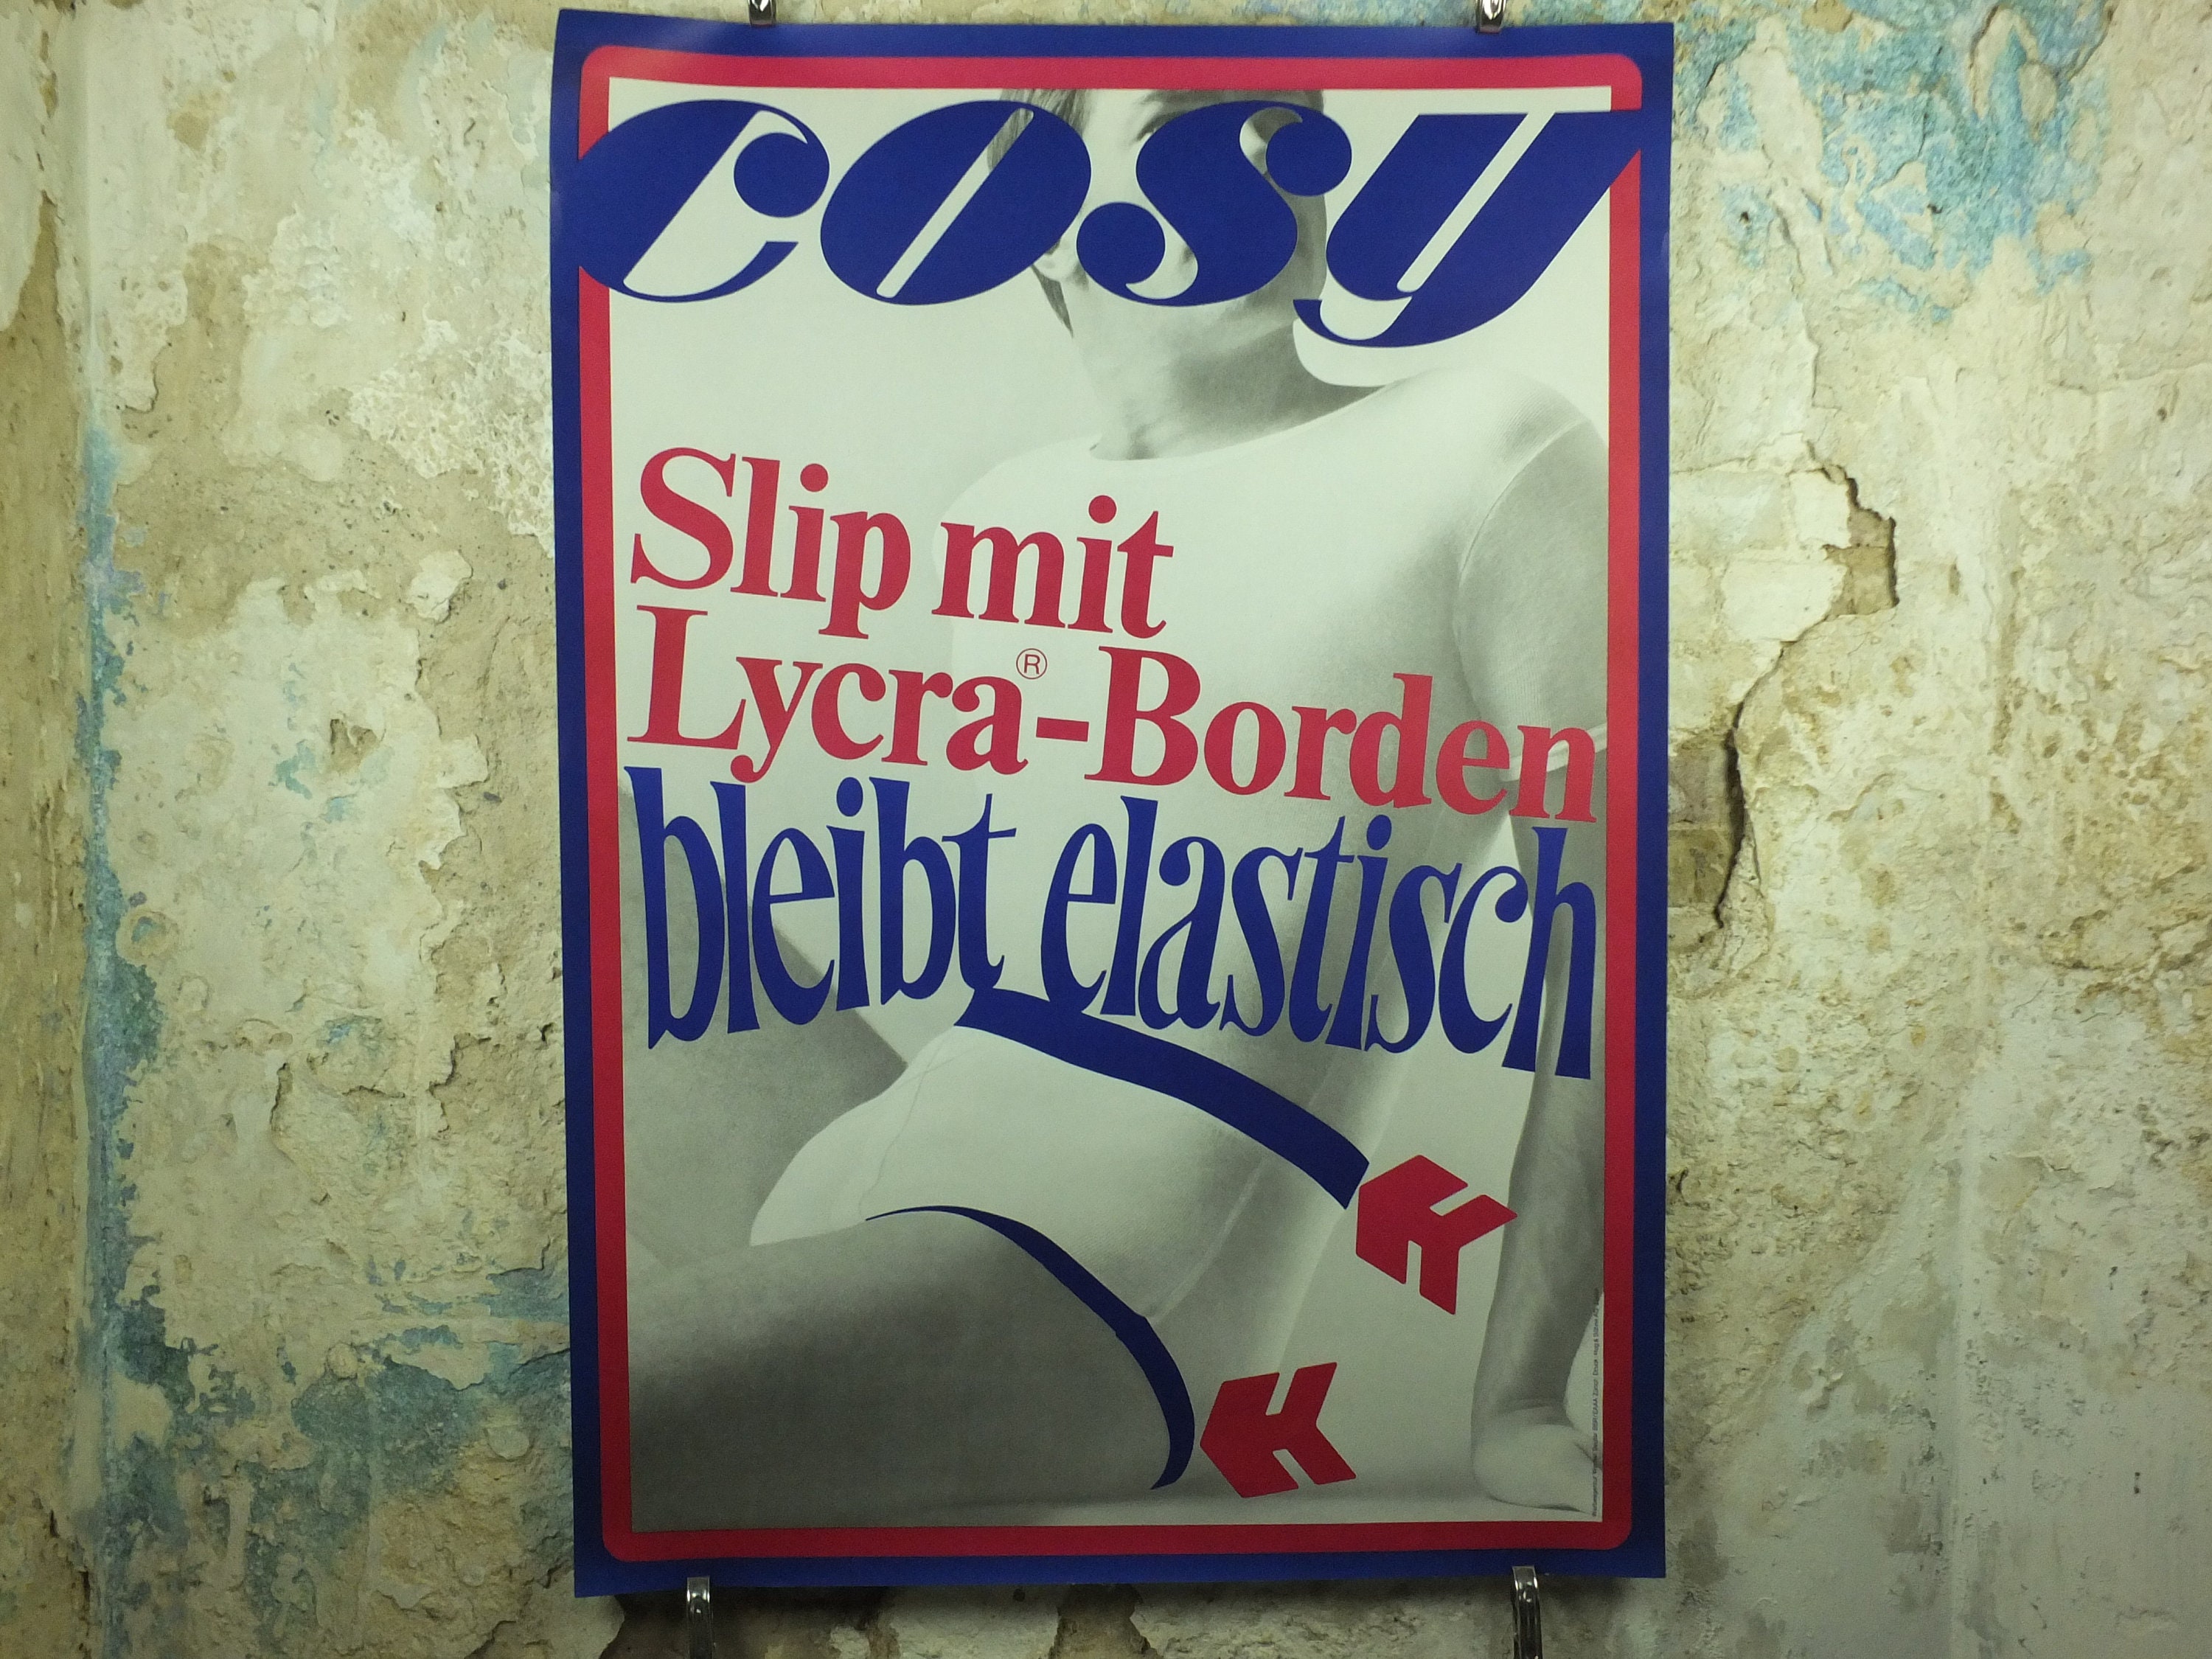 cosy
Slip mit
Lycra®-Borden
bleibt elastisch